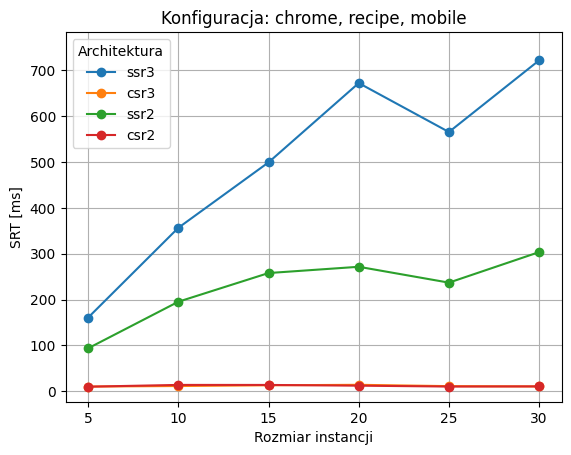 Konfiguracja: chrome, recipe, mobile
Architektura
ssr3
csr3
ssr2
csr2
SRT [ms]
700
600
500
400
300
200
100
0
5 10 15 20 25 30
Rozmiar instancji